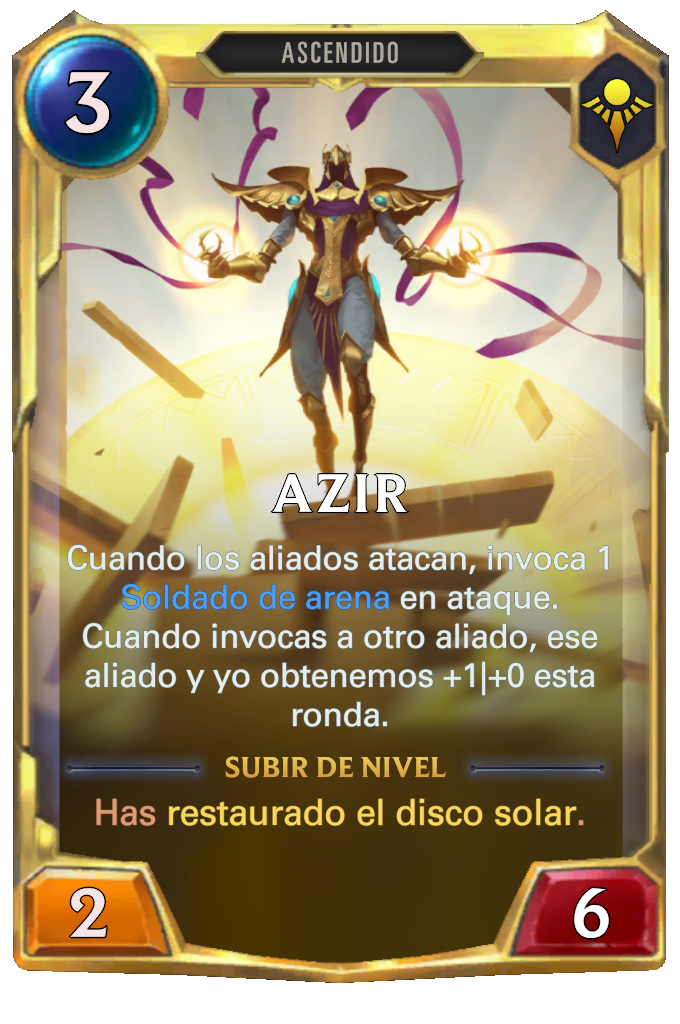 ASCENDIDO
3
AZIR
Cuando los aliados atacan, invoca 1
Soldado de arena en ataque.
Cuando invocas a otro aliado, ese
aliado y yo obtenemos +1|+0 esta
ronda.
SUBIR DE NIVEL
Has restaurado el disco solar.
2
6